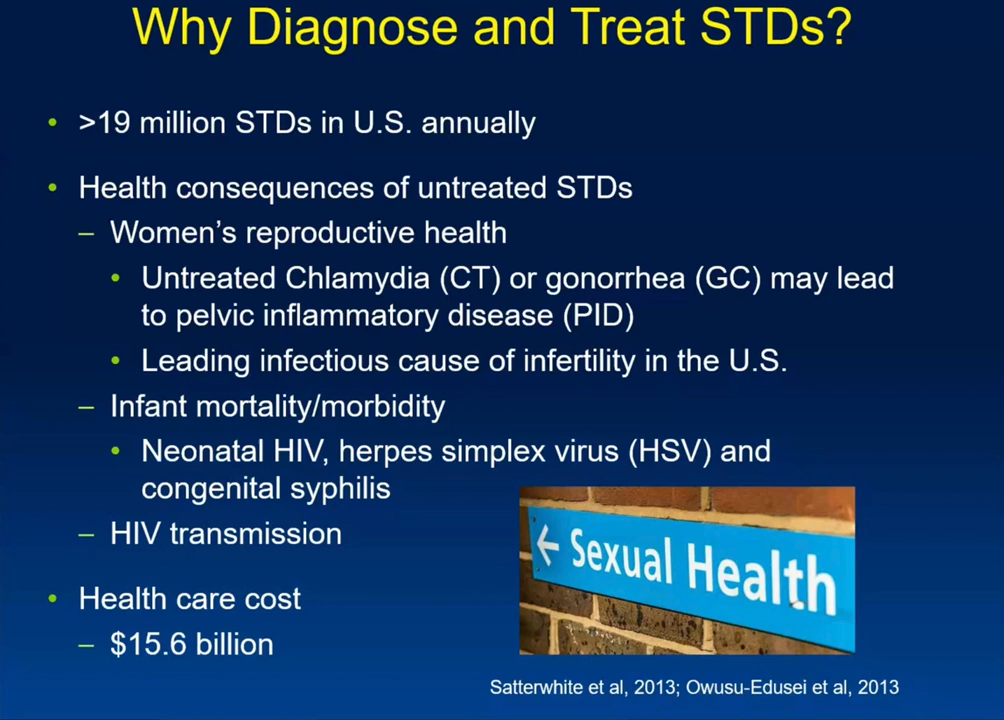 Why Diagnose and Treat STDs?
• >19 million STDs in U.S. annually
• Health consequences of untreated STDs
– Women’s reproductive health
• Untreated Chlamydia (CT) or gonorrhea (GC) may lead
to pelvic inflammatory disease (PID)
• Leading infectious cause of infertility in the U.S.
– Infant mortality/morbidity
• Neonatal HIV, herpes simplex virus (HSV) and
congenital syphilis
– HIV transmission
← Sexual Health
• Health care cost
– $15.6 billion
Satterwhite et al, 2013; Owusu-Edusei et al, 2013